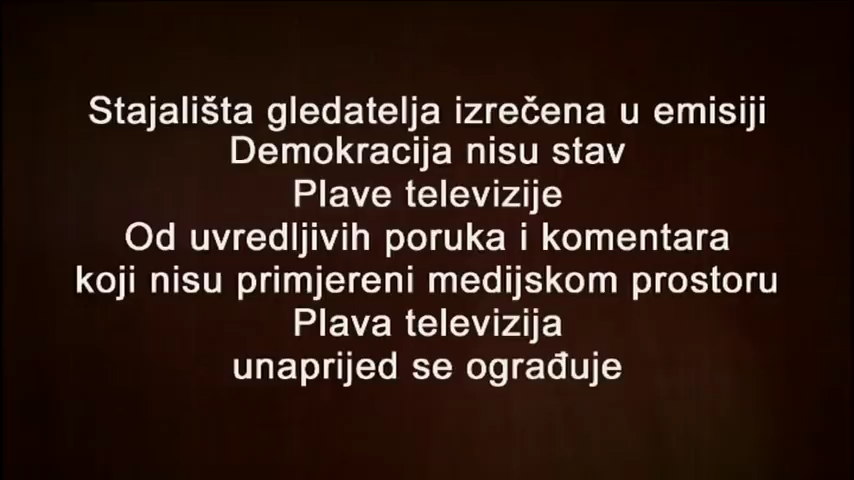 Stajališta gledatelja izrečena u emisiji
Demokracija nisu stav
Plave televizije
Od uvredljivih poruka i komentara
koji nisu primjereni medijskom prostoru
Plava televizija
unaprijed se ograđuje